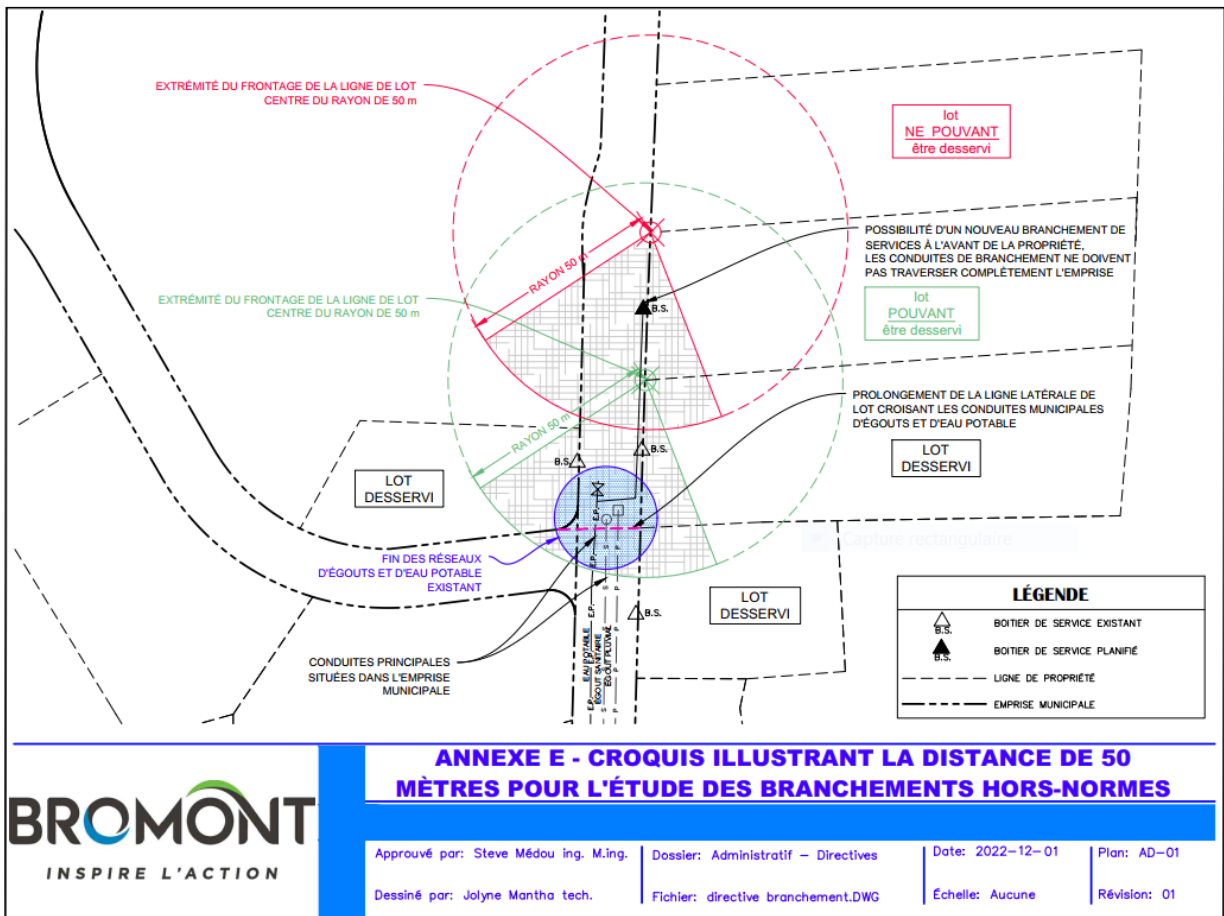 EXTRÉMITÉ DU FRONTAGE DE LA LIGNE DE LOT
CENTRE DU RAYON DE 50 m
lot
NE POUVANT
être desservi
RAYON 50 m
POSSIBILITÉ D'UN NOUVEAU BRANCHEMENT DE
SERVICES À L'AVANT DE LA PROPRIÉTÉ,
LES CONDUITES DE BRANCHEMENT NE DOIVENT
PAS TRAVERSER COMPLÈTEMENT L'EMPRISE
EXTRÉMITÉ DU FRONTAGE DE LA LIGNE DE LOT
CENTRE DU RAYON DE 50 m
B.S.
lot
POUVANT
être desservi
RAYON 50 m
PROLONGEMENT DE LA LIGNE LATÉRALE DE
LOT CROISANT LES CONDUITES MUNICIPALES
D'ÉGOUTS ET D'EAU POTABLE
B.S.
B.S.
LOT
DESSERVI
LOT
DESSERVI
E.P.
Capture rectangulaire
FIN DES RÉSEAUX
D'ÉGOUTS ET D'EAU POTABLE
EXISTANT
S
P
S
P
E.P.
B.S.
LOT
DESSERVI
EAU POTABLE
ÉGOUT SANITAIRE
ÉGOUT PLUVIAL
S
P
E.P.
S
P
E.P.
S
P
CONDUITES PRINCIPALES
SITUÉES DANS L'EMPRISE
MUNICIPALE
LÉGENDE
B.S.
BOITIER DE SERVICE EXISTANT
B.S.
BOITIER DE SERVICE PLANIFIÉ
LIGNE DE PROPRIÉTÉ
EMPRISE MUNICIPALE
ANNEXE E - CROQUIS ILLUSTRANT LA DISTANCE DE 50
MÈTRES POUR L'ÉTUDE DES BRANCHEMENTS HORS-NORMES
BROMONT
INSPIRE L'ACTION
Approuvé par: Steve Médou ing. M.ing.
Dossier: Administratif - Directives
Date: 2022-12-01
Plan: AD-01
Dessiné par: Jolyne Mantha tech.
Fichier: directive branchement.DWG
Échelle: Aucune
Révision: 01